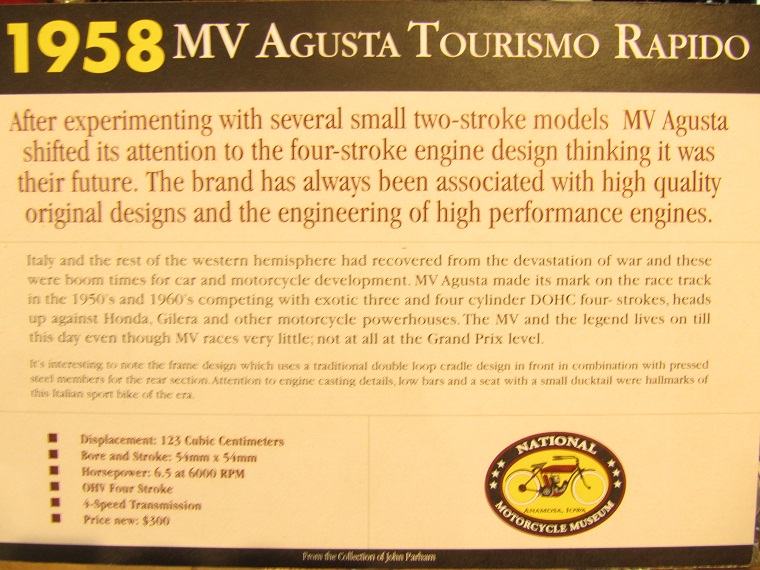 1958 MV AGUSTA TOURISMO RAPIDO
After experimenting with several small two-stroke models MV Agusta
shifted its attention to the four-stroke engine design thinking it was
their future. The brand has always been associated with high quality
original designs and the engineering of high performance engines.
Italy and the rest of the western hemisphere had recovered from the devastation of war and these
were boom times for car and motorcycle development. MV Agusta made its mark on the race track
in the 1950's and 1960's competing with exotic three and four cylinder DOHC four- strokes, heads
up against Honda, Gilera and other motorcycle powerhouses. The MV and the legend lives on till
this day even though MV races very little; not at all at the Grand Prix level.
It's interesting to note the frame design which uses a traditional double loop cradle design in front in combination with pressed
steel members for the rear section. Attention to engine casting details, low bars and a seat with a small ducktail were hallmarks of
this Italian sport bike of the era.
Displacement: 123 Cubic Centimeters
Bore and Stroke: 54mm x 54mm
Horsepower: 6.5 at 6000 RPM
OHV Four Stroke
4-Speed Transmission
Price new: $300
NATIONAL
ANAMOSA, IOWA
MOTORCYCLE MUSEUM
From the Collection of John Parham